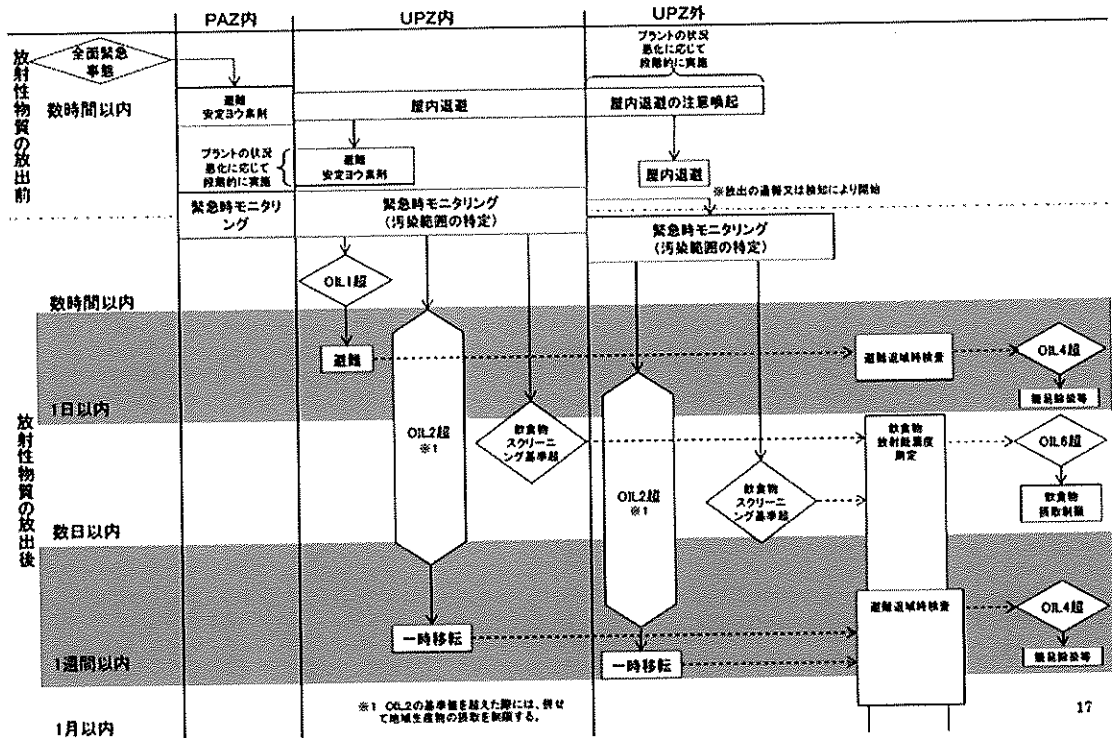 PAZ内
UPZ内
UPZ外
放射性物質の放出前
全面緊急
事態
プラントの状況
悪化に応じて
段階的に実施
数時間以内
避難
安定ヨウ素剤
屋内退避
屋内退避の注意喚起
プラントの状況
悪化に応じて
段階的に実施
避難
安定ヨウ素剤
屋内退避
※放出の通報又は検知により開始
緊急時モニタリ
ング
緊急時モニタリング
(汚染範囲の特定)
緊急時モニタリング
(汚染範囲の特定)
OIL1超
数時間以内
避難
避難退域時検査
OIL4超
簡易除染等
1日以内
放射性物質の放出後
OIL2超
※1
飲食物
スクリーニ
ング基準超
飲食物
放射能濃度
測定
OIL6超
OIL2超
※1
飲食物
スクリーニ
ング基準超
飲食物
摂取制限
数日以内
避難退域時検査
OIL4超
一時移転
一時移転
簡易除染等
1週間以内
※1 OIL2の基準値を超えた際には、併せ
て地域生産物の摂取を制限する。
17
1月以内